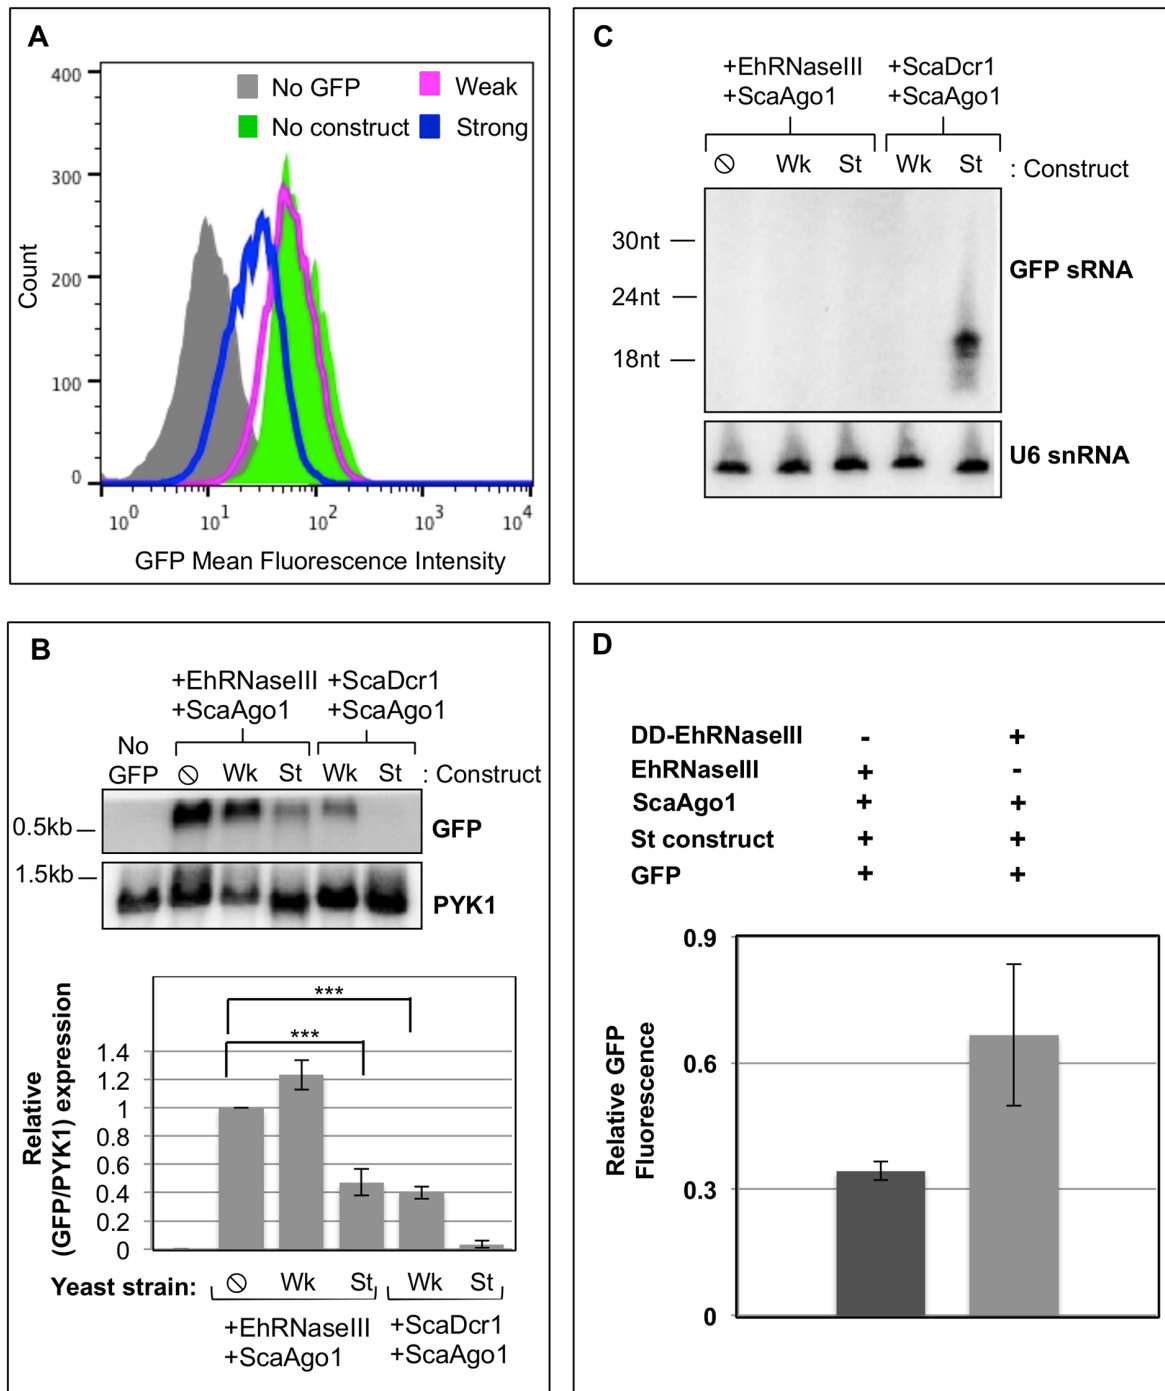 A
400
300
200
100
0
Count
No GFP
Weak
No construct
Strong
10^0 10^1 10^2 10^3 10^4
GFP Mean Fluorescence Intensity
C
+EhRNaseIII +ScaDcr1
+ScaAgo1 +ScaAgo1
Wk St Wk St : Construct
30nt
24nt
18nt
GFP sRNA
U6 snRNA
B
+EhRNaseIII +ScaDcr1
+ScaAgo1 +ScaAgo1
No
GFP
⦸ Wk St Wk St : Construct
0.5kb
GFP
1.5kb
PYK1
Relative
(GFP/PYK1) expression
***
***
1.4
1.2
1
0.8
0.6
0.4
0.2
0
Yeast strain: ⦸ Wk St Wk St
+EhRNaseIII +ScaDcr1
+ScaAgo1 +ScaAgo1
D
DD-EhRNaseIII - +
EhRNaseIII + -
ScaAgo1 + +
St construct + +
GFP + +
Relative GFP
Fluorescence
0.9
0.6
0.3
0